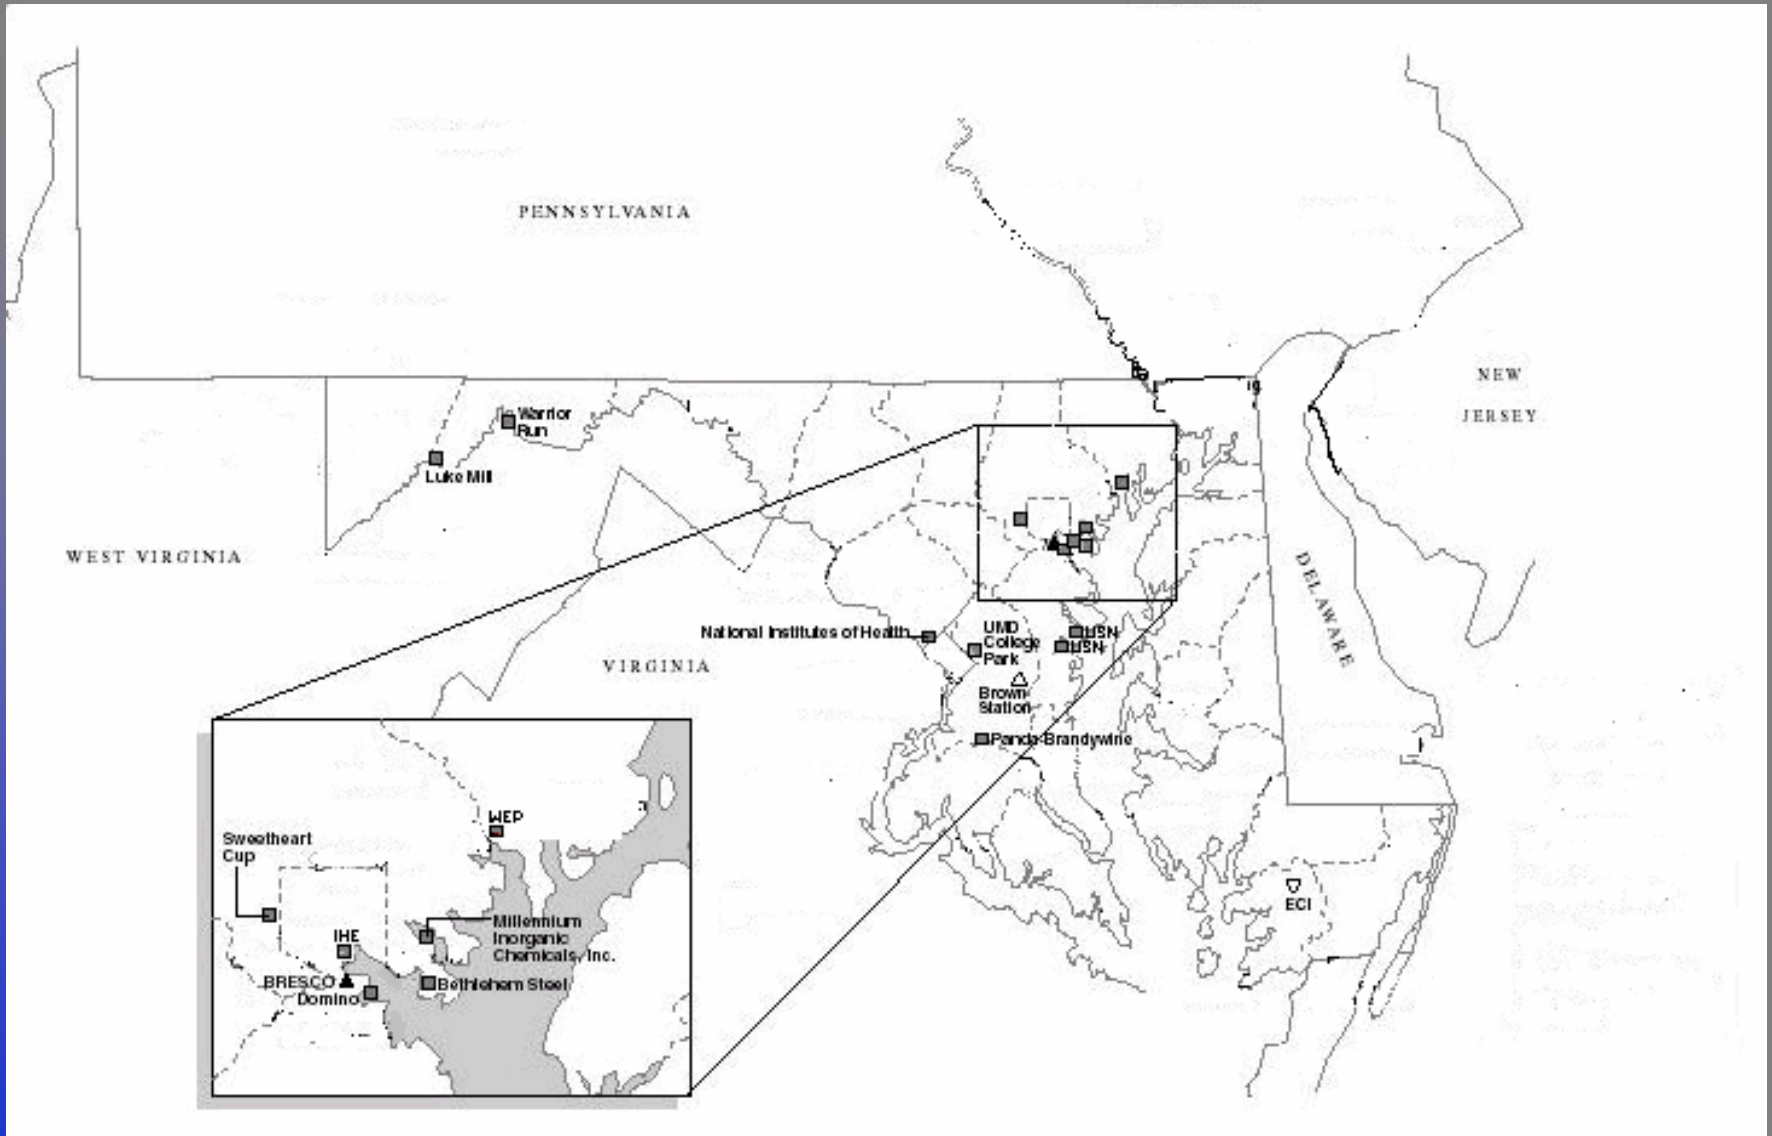 PENNSYLVANIA
NEW
JERSEY
Warrior
Run
Luke Mill
WEST VIRGINIA
DELAWARE
National Institutes of Health
UMD
College
Park
USN
USN
VIRGINIA
Brown
Station
Panda-Brandywine
WEP
Sweetheart
Cup
ECI
Millennium
Inorganic
Chemicals, Inc.
IHE
BRESCO
Bethlehem Steel
Domino